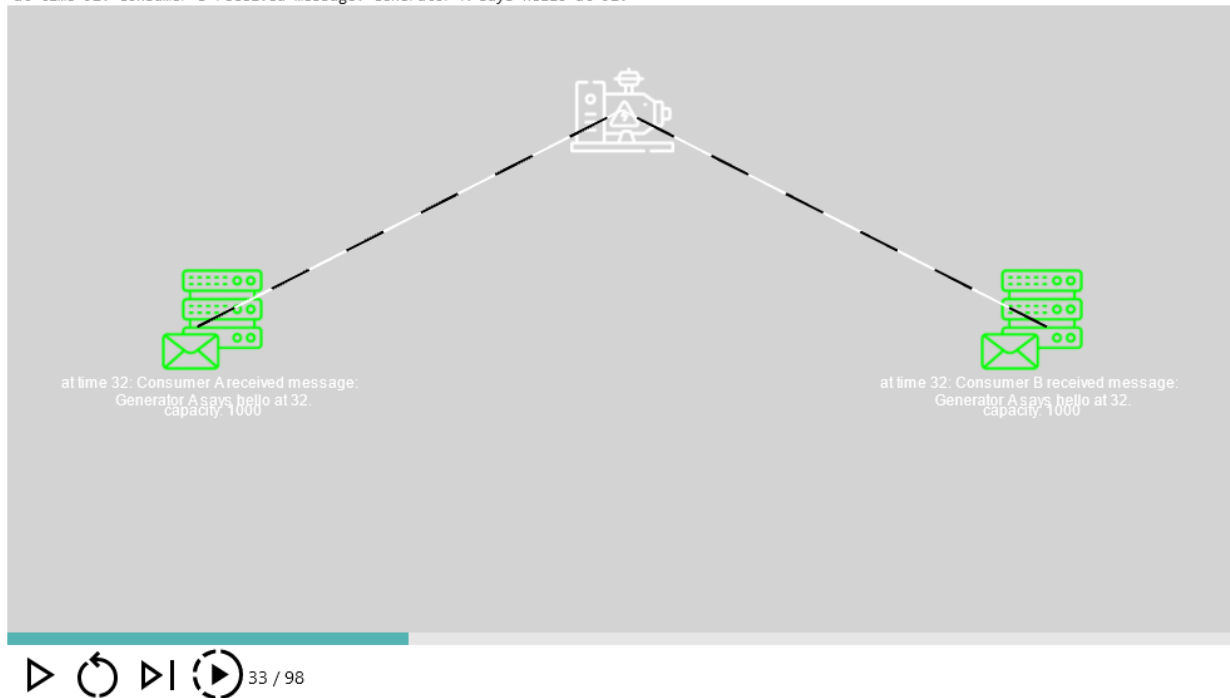 at time 32: Consumer A received message:
Generator A says hello at 32.
capacity: 1000
at time 32: Consumer B received message:
Generator A says hello at 32.
capacity: 1000
33 / 98